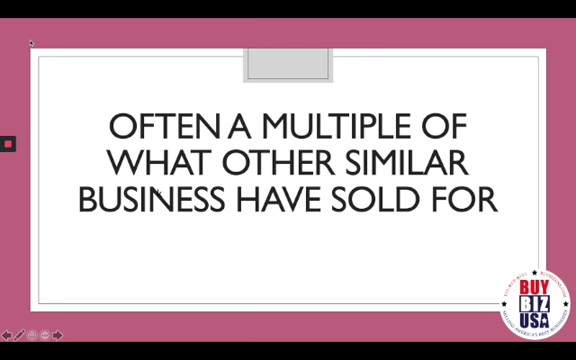 OFTEN A MULTIPLE OF
WHAT OTHER SIMILAR
BUSINESS HAVE SOLD FOR
BUY
BIZ
USA